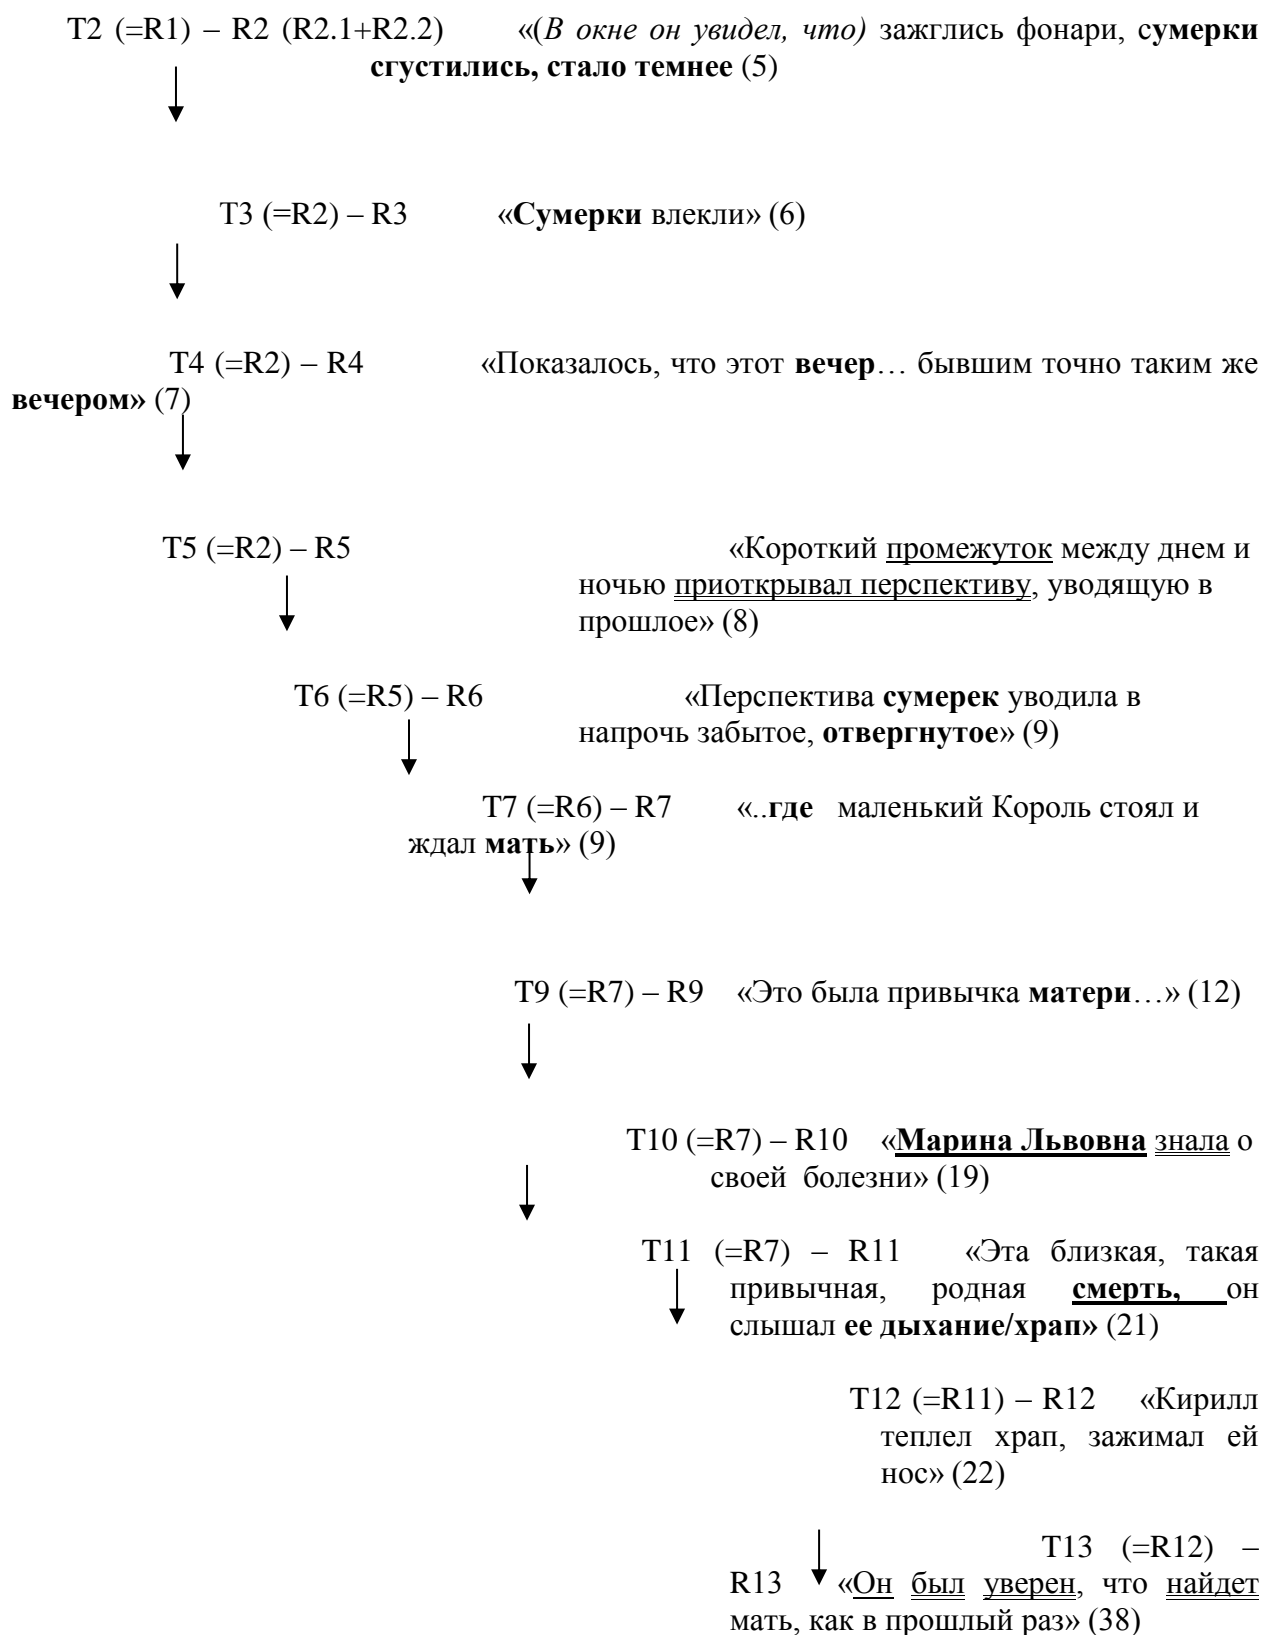 T2 (=R1) – R2 (R2.1+R2.2) «(В окне он увидел, что) зажглись фонари, сумерки
сгустились, стало темнее (5)
T3 (=R2) – R3 «Сумерки влекли» (6)
T4 (=R2) – R4 «Показалось, что этот вечер… бывшим точно таким же
вечером» (7)
T5 (=R2) – R5 «Короткий промежуток между днем и
ночью приоткрывал перспективу, уводящую в
прошлое» (8)
T6 (=R5) – R6 «Перспектива сумерек уводила в
напрочь забытое, отвергнутое» (9)
T7 (=R6) – R7 «..где маленький Король стоял и
ждал мать» (9)
T9 (=R7) – R9 «Это была привычка матери…» (12)
T10 (=R7) – R10 «Марина Львовна знала о
своей болезни» (19)
T11 (=R7) – R11 «Эта близкая, такая
привычная, родная смерть, он
слышал ее дыхание/храп» (21)
T12 (=R11) – R12 «Кирилл
теплел храп, зажимал ей
нос» (22)
T13 (=R12) –
R13 «Он был уверен, что найдет
мать, как в прошлый раз» (38)